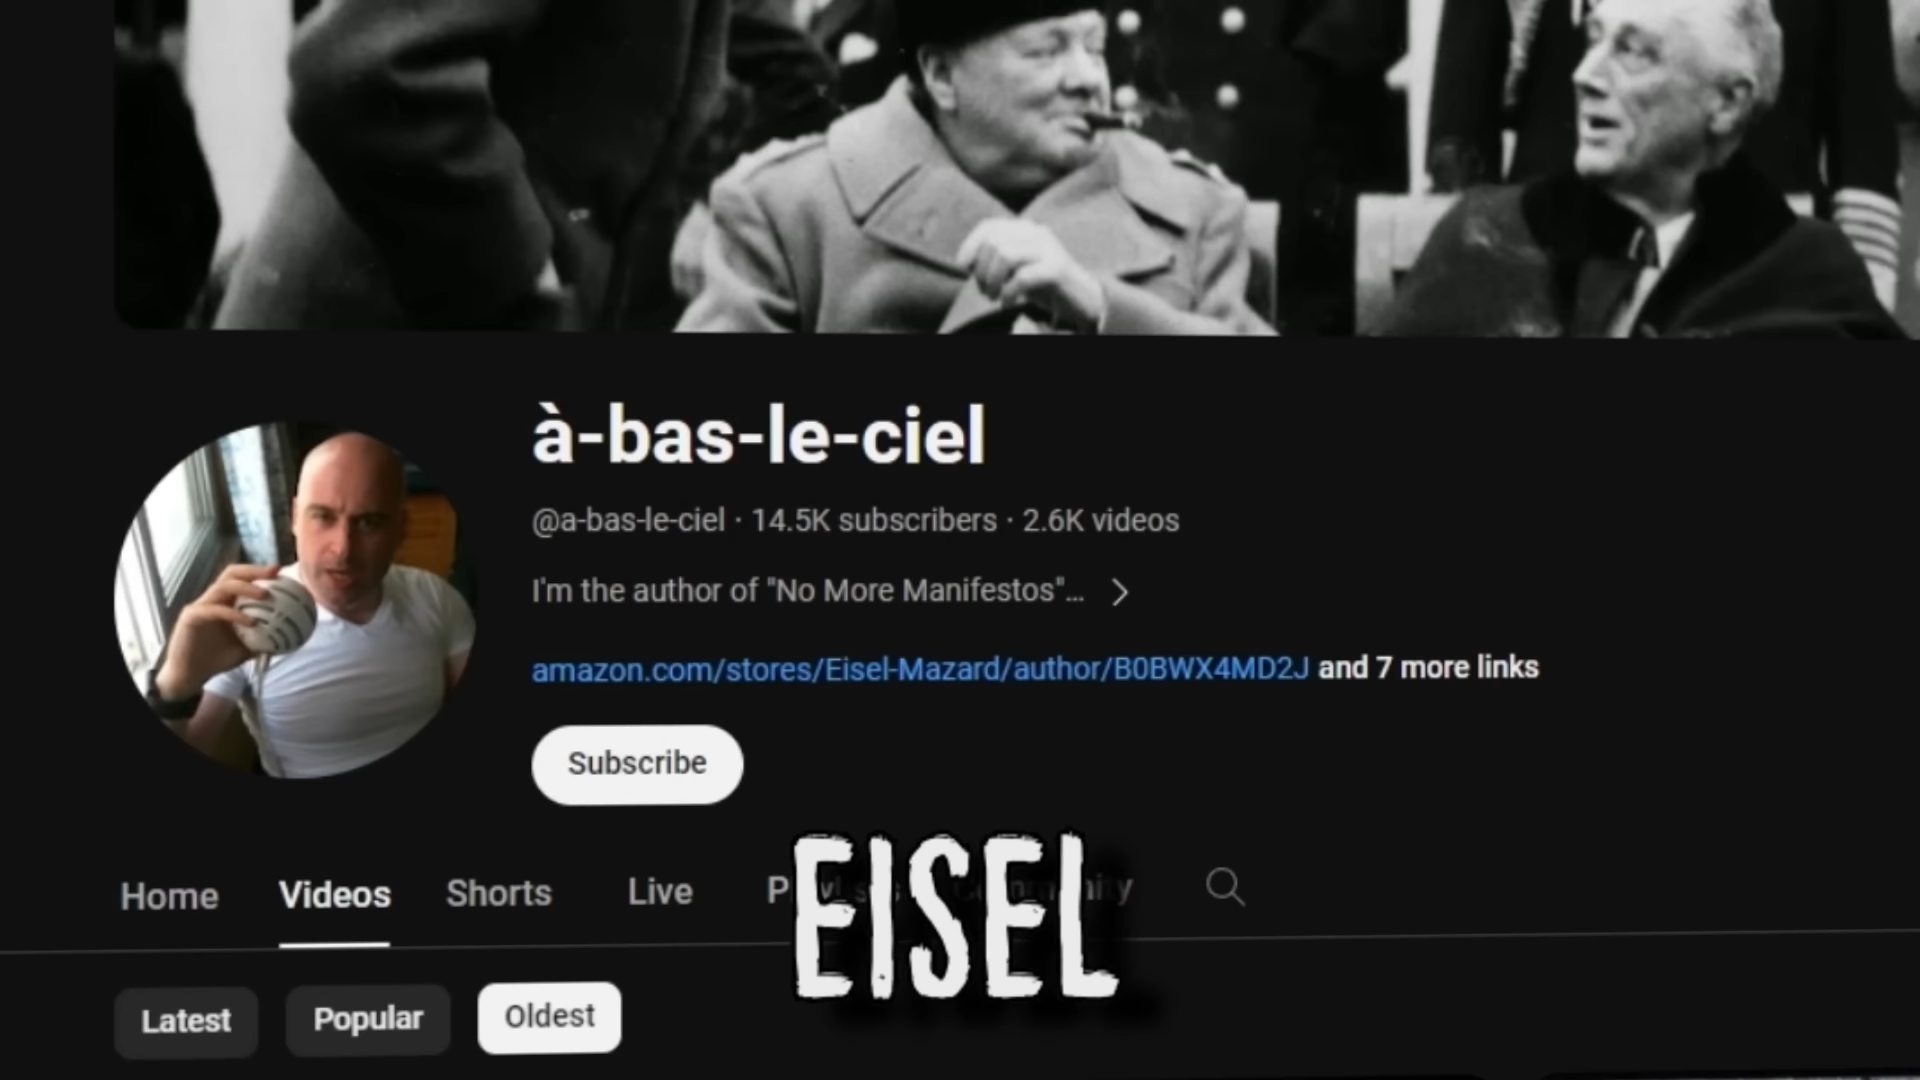 à-bas-le-ciel
@a-bas-le-ciel · 14.5K subscribers · 2.6K videos
I'm the author of "No More Manifestos"...
amazon.com/stores/Eisel-Mazard/author/B0BWX4MD2J and 7 more links
Subscribe
Home Videos Shorts Live
EISEL
Latest Popular Oldest